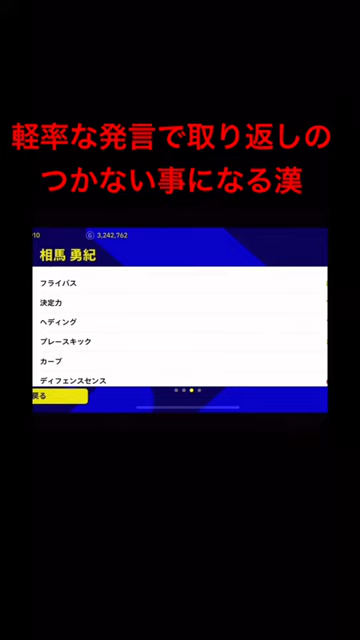 軽率な発言で取り返しの
つかない事になる漢
3,242,762
相馬 勇紀
フライパス
決定力
ヘディング
プレースキック
カーブ
ディフェンスセンス
戻る